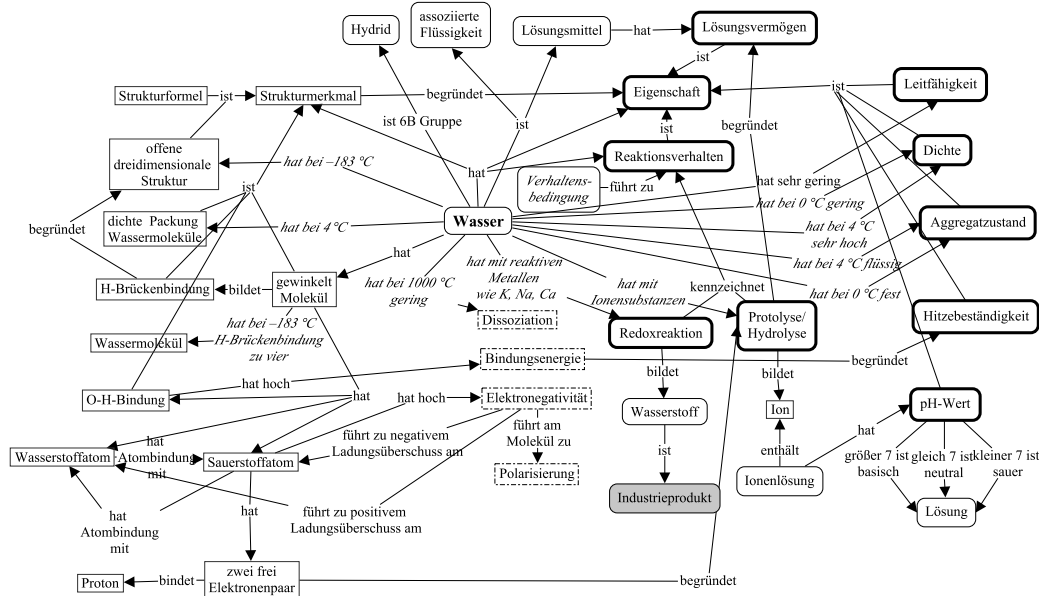 Hydrid
assoziierte
Flüssigkeit
Lösungsmittel
hat
Lösungsvermögen
ist
Strukturformel
ist
Strukturmerkmal
begründet
Eigenschaft
ist
Leitfähigkeit
ist 6B Gruppe
ist
ist
begründet
offene
dreidimensionale
Struktur
hat bei –183 ℃
hat
Reaktionsverhalten
Dichte
ist
Verhaltens-
bedingung
führt zu
hat sehr gering
hat bei 0 ℃ gering
dichte Packung
Wassermoleküle
hat bei 4 ℃
Wasser
hat bei 4 ℃
sehr hoch
Aggregatzustand
begründet
hat
hat mit reaktiven
Metallen
wie K, Na, Ca
hat bei 4 ℃ flüssig
H-Brückenbindung
bildet
gewinkelt
Molekül
hat bei 1000 ℃
gering
hat mit
Ionensubstanzen
kennzeichnet
hat bei 0 ℃ fest
Dissoziation
Redoxreaktion
Protolyse/
Hydrolyse
Hitzebeständigkeit
Wassermolekül
hat bei –183 ℃
H-Brückenbindung
zu vier
Bindungsenergie
begründet
hat hoch
bildet
bildet
O-H-Bindung
hat
hat hoch
Elektronegativität
Wasserstoff
Ion
pH-Wert
hat
Atombindung
mit
führt zu negativem
Ladungsüberschuss am
führt am
Molekül zu
ist
enthält
hat
größer 7 ist
basisch
gleich 7 ist
neutral
kleiner 7 ist
sauer
Wasserstoffatom
Sauerstoffatom
Polarisierung
Ionenlösung
Industrieprodukt
Lösung
hat
Atombindung
mit
hat
führt zu positivem
Ladungsüberschuss am
Proton
bindet
zwei frei
Elektronenpaar
begründet